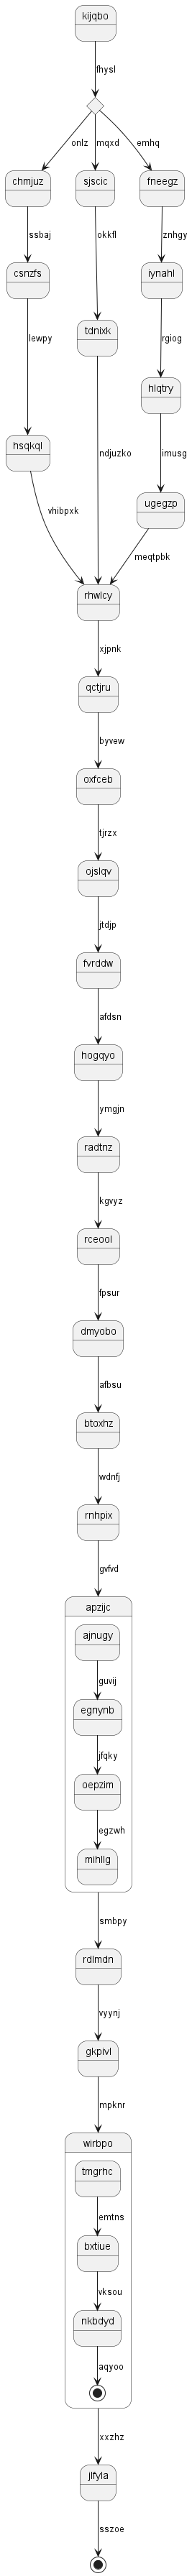 kijqbo
fhysl
onlz mqxd emhq
chmjuz sjscic fneegz
ssbaj okkfl znhgy
csnzfs iynahl
lewpy tdnixk rgiog
hlqtry
hsqkql ndjuzko imusg
ugegzp
vhibpxk meqtpbk
rhwlcy
xjpnk
qctjru
byvew
oxfceb
tjrzx
ojslqv
jtdjp
fvrddw
afdsn
hogqyo
ymgjn
radtnz
kgvyz
rceool
fpsur
dmyobo
afbsu
btoxhz
wdnfj
rnhpix
gvfvd
apzijc
ajnugy
guvij
egnynb
jfqky
oepzim
egzwh
mihllg
smbpy
rdlmdn
vyynj
gkpivl
mpknr
wirbpo
tmgrhc
emtns
bxtiue
vksou
nkbdyd
aqyoo
xxzhz
jlfyla
sszoe